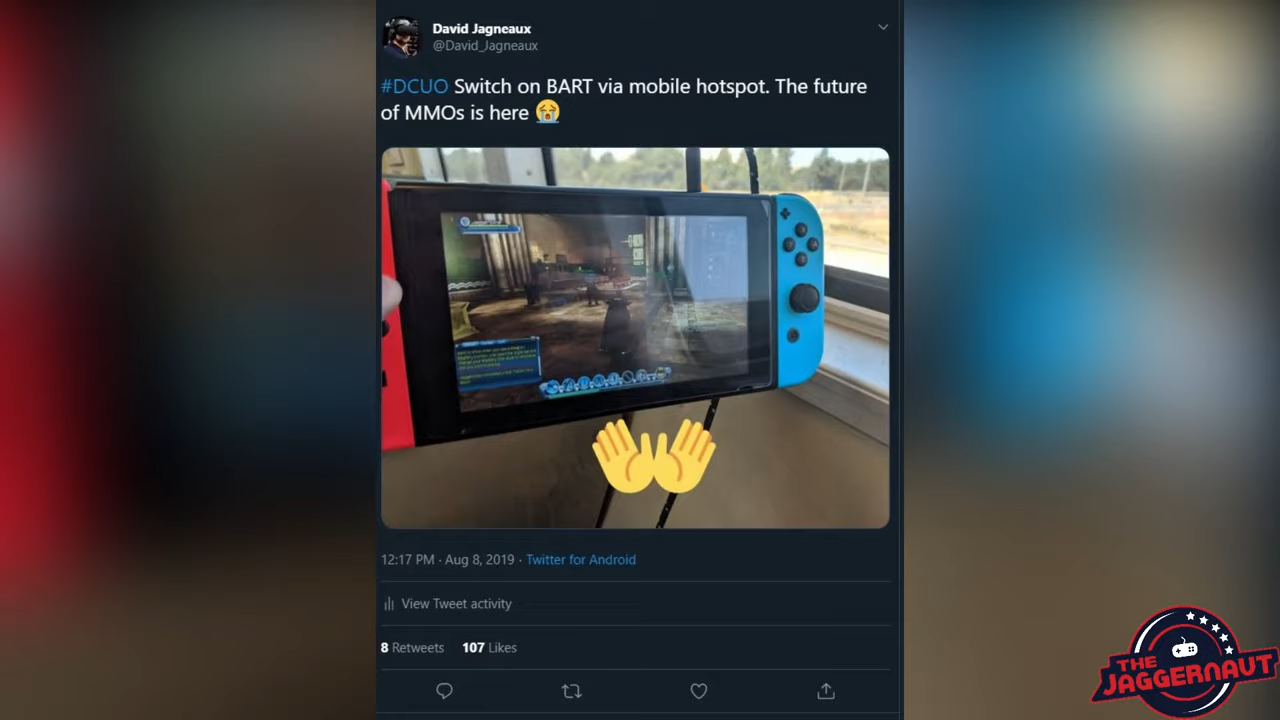 David Jagneaux
@David_Jagneaux
#DCUO Switch on BART via mobile hotspot. The future
of MMOs is here 😭
12:17 PM · Aug 8, 2019 · Twitter for Android
View Tweet activity
8 Retweets 107 Likes
THE
JAGGERNAUT